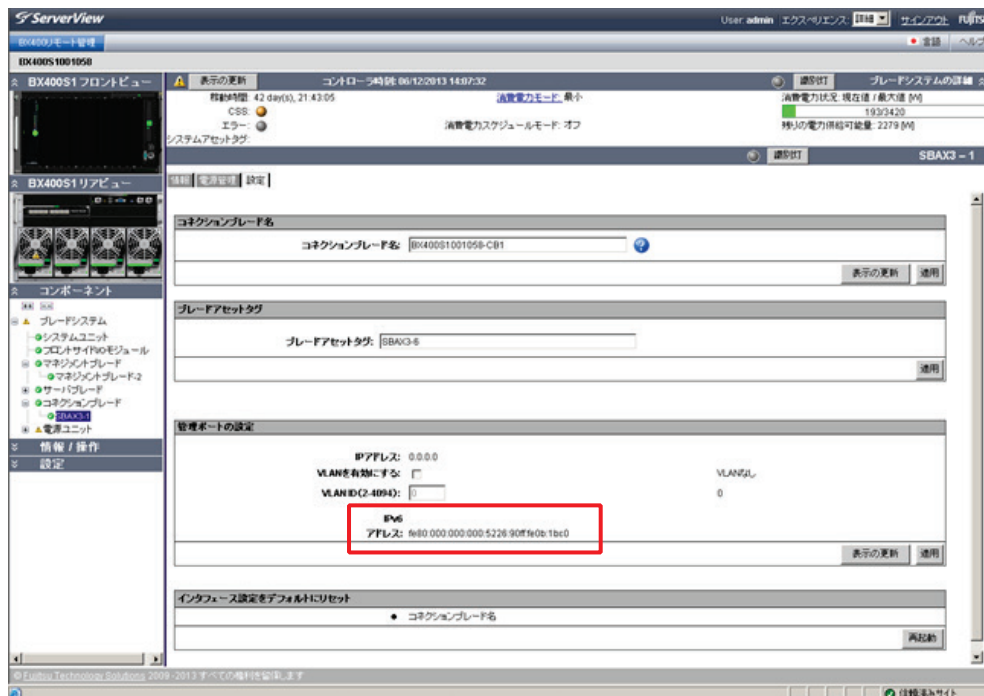 ServerView
User: admin エクスペリエンス: 詳細 サインアウト
BX400リモート管理
言語 ヘルプ
BX400S1001058
BX400S1 フロントビュー
表示の更新 コントローラ時刻: 06/12/2013 14:07:32 識別灯 ブレードシステムの詳細
稼動時間: 42 day(s), 21:43:05 消費電力モード: 最小 消費電力状況: 現在値 / 最大値 [W]
CSS: 193/3420
エラー: 消費電力スケジュールモード: オフ 残りの電力供給可能量: 2279 [W]
システムアセットタグ:
識別灯 SBAX3 – 1
BX400S1 リアビュー
情報 電源管理 設定
コネクションブレード名
コネクションブレード名: BX400S1001058-CB1
表示の更新 適用
コンポーネント
ブレードシステム
システムユニット
フロントサイドIOモジュール
マネジメントブレード
マネジメントブレード-2
サーバブレード
コネクションブレード
SBAX3-1
電源ユニット
情報 / 操作
設定
ブレードアセットタグ
ブレードアセットタグ: SBAX3-6
適用
管理ポートの設定
IPアドレス: 0.0.0.0
VLANを有効にする: VLANなし
VLAN ID(2-4094): 0 0
IPv6
アドレス: fe80:000:000:000:5226:90ff:fe0b:1bc0
表示の更新 適用
インタフェース設定をデフォルトにリセット
コネクションブレード名
再起動
© Fujitsu Technology Solutions 2009 -2013 すべての権利を留保します
信頼済みサイト